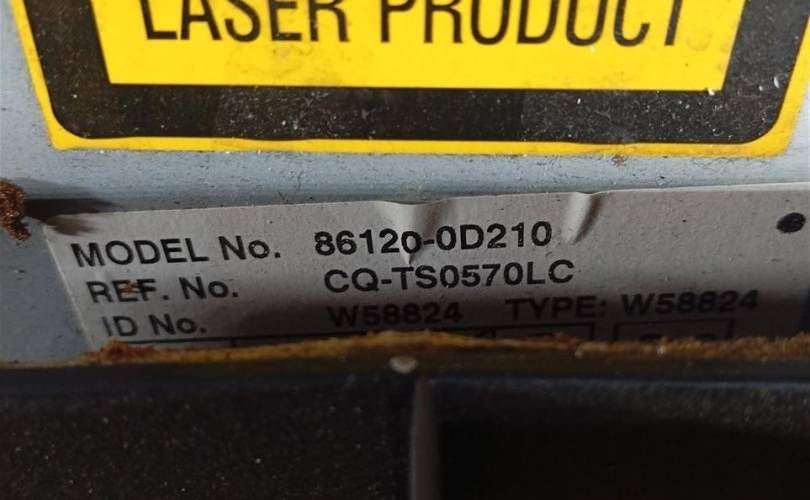 LASER PRODUCT
MODEL No. 86120-0D210
REF. No. CQ-TS0570LC
ID No. W58824 TYPE: W58824